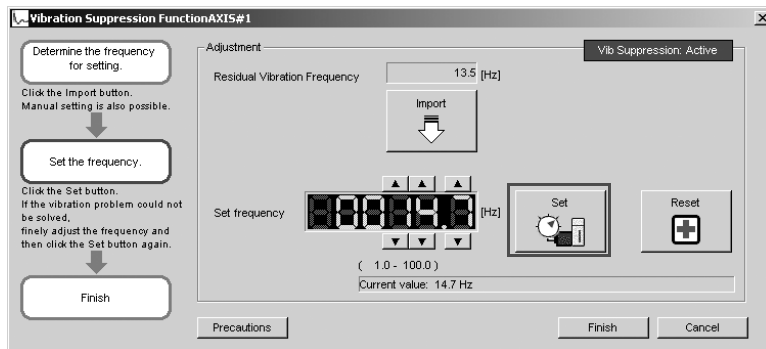 Vibration Suppression FunctionAXIS#1
Determine the frequency
for setting.
Click the Import button.
Manual setting is also possible.
Set the frequency.
Click the Set button.
If the vibration problem could not
be solved,
finely adjust the frequency and
then click the Set button again.
Finish
Adjustment
Vib Suppression: Active
Residual Vibration Frequency
13.5 [Hz]
Import
Set frequency
0014.7 [Hz]
Set
Reset
( 1.0 - 100.0 )
Current value: 14.7 Hz
Precautions
Finish
Cancel